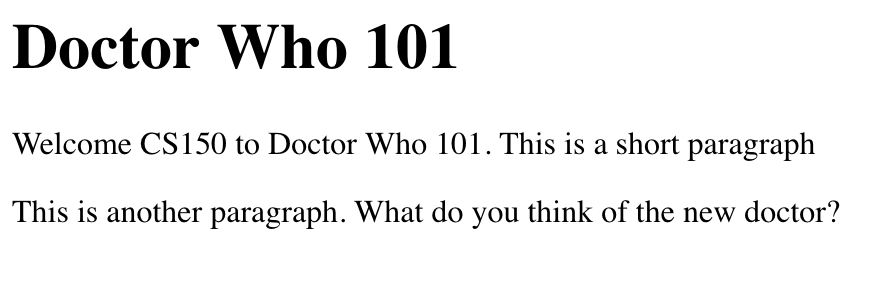 Doctor Who 101
Welcome CS150 to Doctor Who 101. This is a short paragraph
This is another paragraph. What do you think of the new doctor?